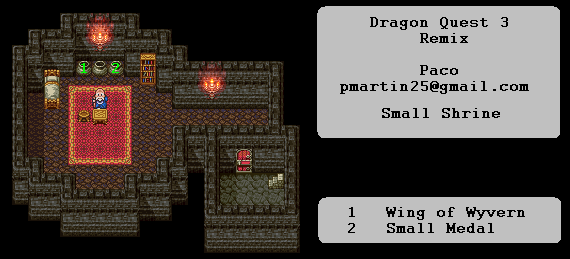 Dragon Quest 3
Remix
Paco
pmartin25@gmail.com
Small Shrine
1 Wing of Wyvern
2 Small Medal